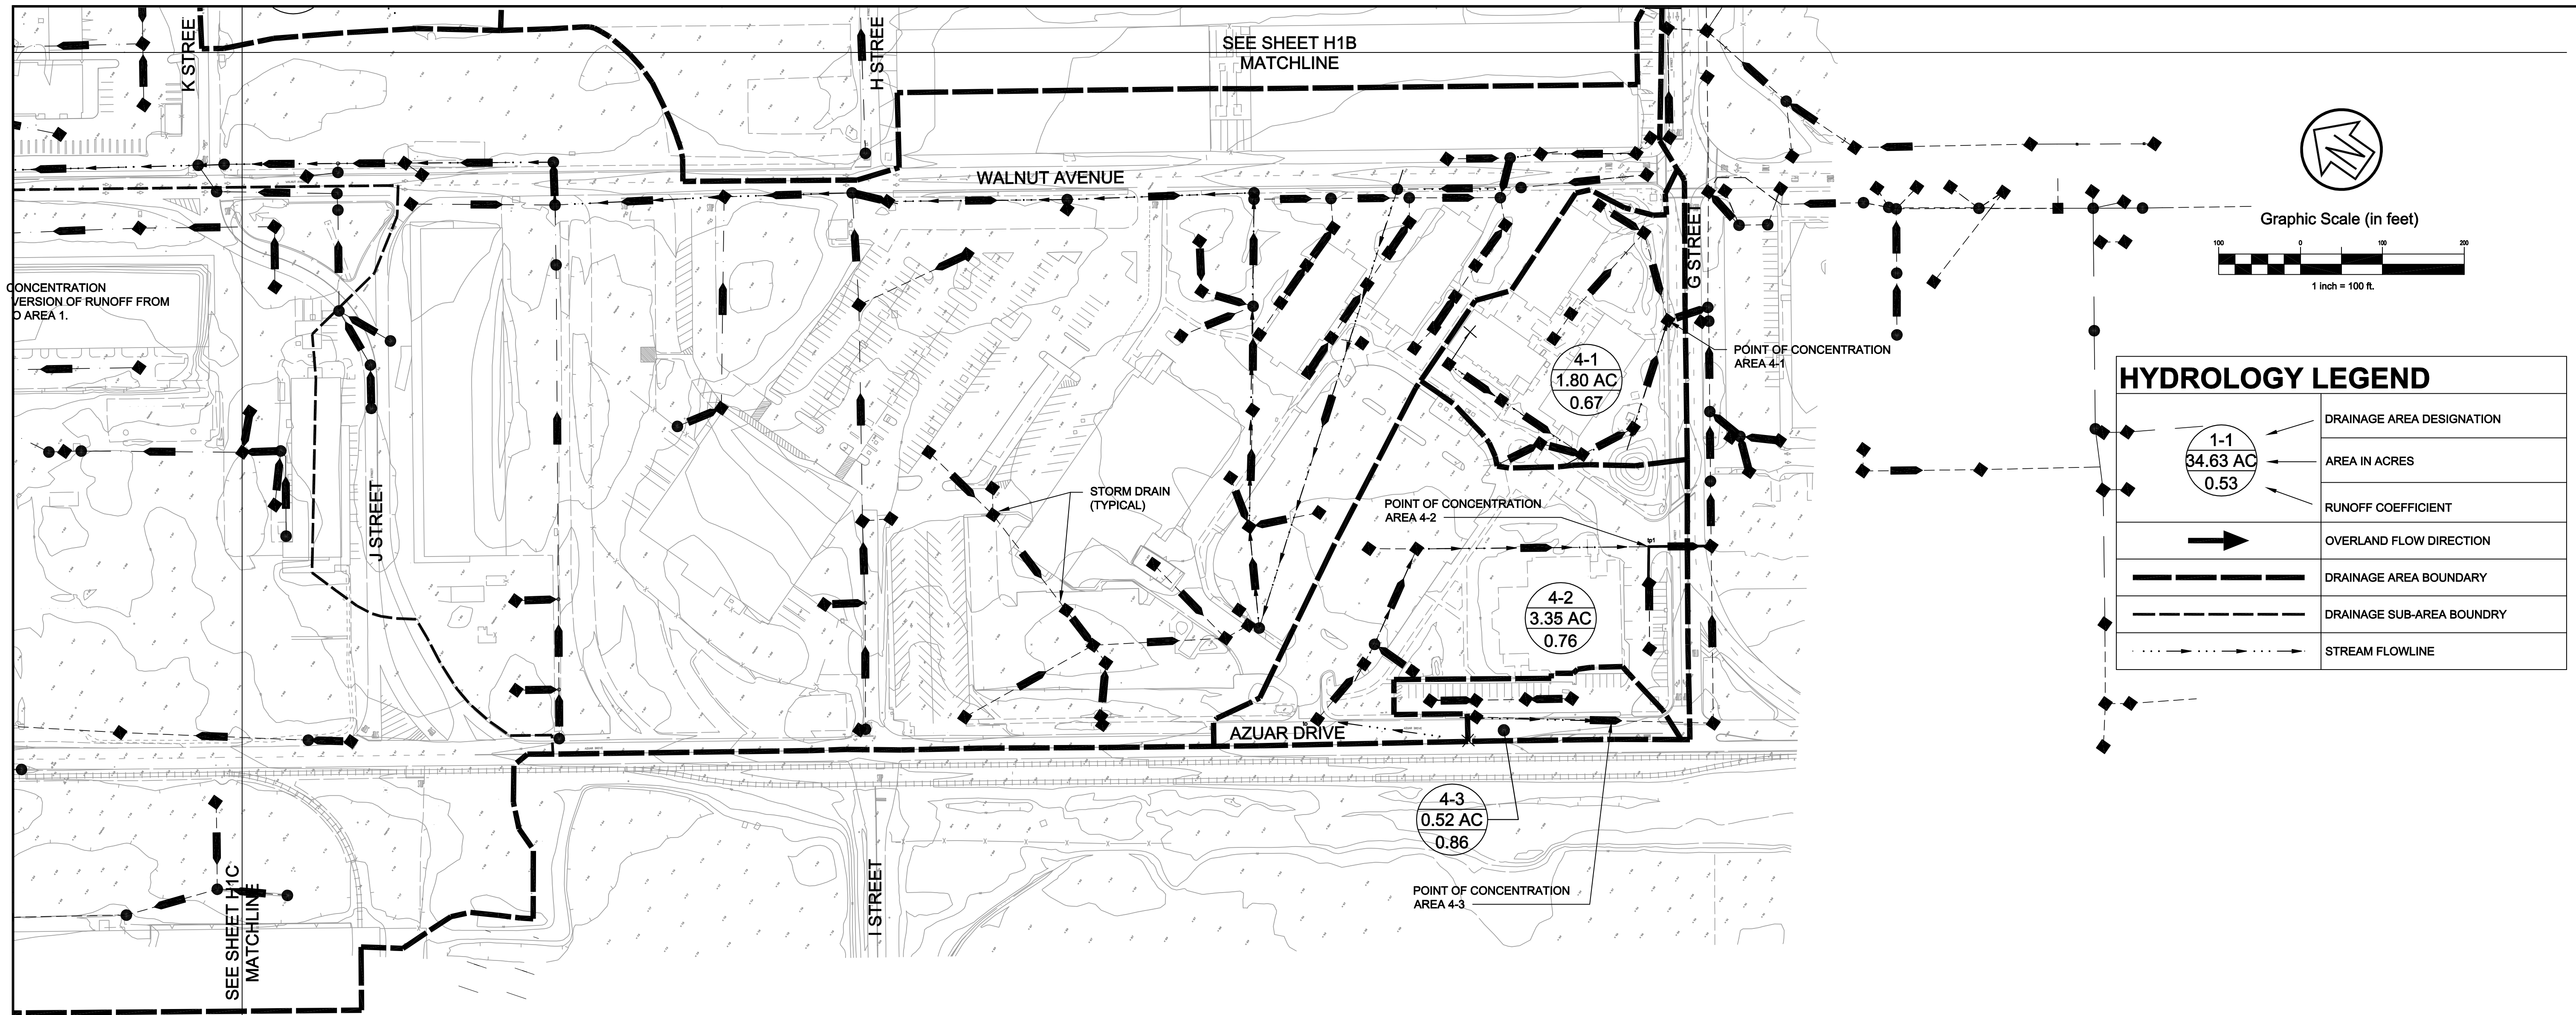 K STREE
H STREE
SEE SHEET H1B
MATCHLINE
WALNUT AVENUE
G STREET
Graphic Scale (in feet)
100
0
100
200
1 inch = 100 ft.
CONCENTRATION
VERSION OF RUNOFF FROM
O AREA 1.
4-1
1.80 AC
0.67
POINT OF CONCENTRATION
AREA 4-1
HYDROLOGY LEGEND
1-1
34.63 AC
0.53
DRAINAGE AREA DESIGNATION
AREA IN ACRES
RUNOFF COEFFICIENT
OVERLAND FLOW DIRECTION
DRAINAGE AREA BOUNDARY
DRAINAGE SUB-AREA BOUNDRY
STREAM FLOWLINE
J STREET
STORM DRAIN
(TYPICAL)
POINT OF CONCENTRATION
AREA 4-2
tp1
4-2
3.35 AC
0.76
AZUAR DRIVE
4-3
0.52 AC
0.86
POINT OF CONCENTRATION
AREA 4-3
I STREET
SEE SHEET H1C
MATCHLINE
N